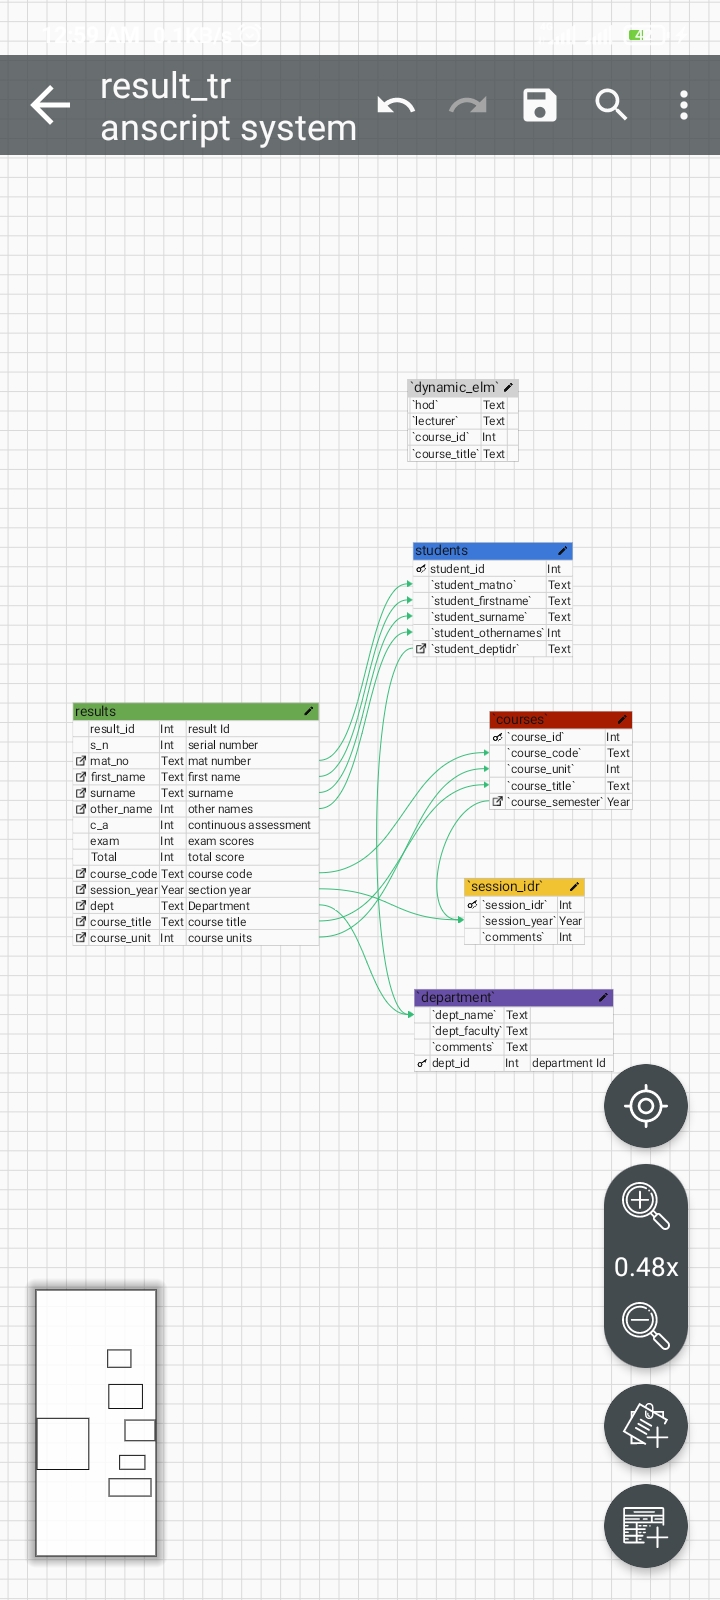 result_tr
anscript system
`dynamic_elm`
`hod` Text
`lecturer` Text
`course_id` Int
`course_title` Text
students
student_id Int
`student_matno` Text
`student_firstname` Text
`student_surname` Text
`student_othernames` Int
`student_deptidr` Text
results
result_id Int result Id
s_n Int serial number
mat_no Text mat number
first_name Text first name
surname Text surname
other_name Int other names
c_a Int continuous assessment
exam Int exam scores
Total Int total score
course_code Text course code
session_year Year section year
dept Text Department
course_title Text course title
course_unit Int course units
`courses`
`course_id` Int
`course_code` Text
`course_unit` Int
`course_title` Text
`course_semester` Year
`session_idr`
`session_idr` Int
`session_year` Year
`comments` Int
`department`
`dept_name` Text
`dept_faculty` Text
`comments` Text
dept_id Int department Id
0.48x